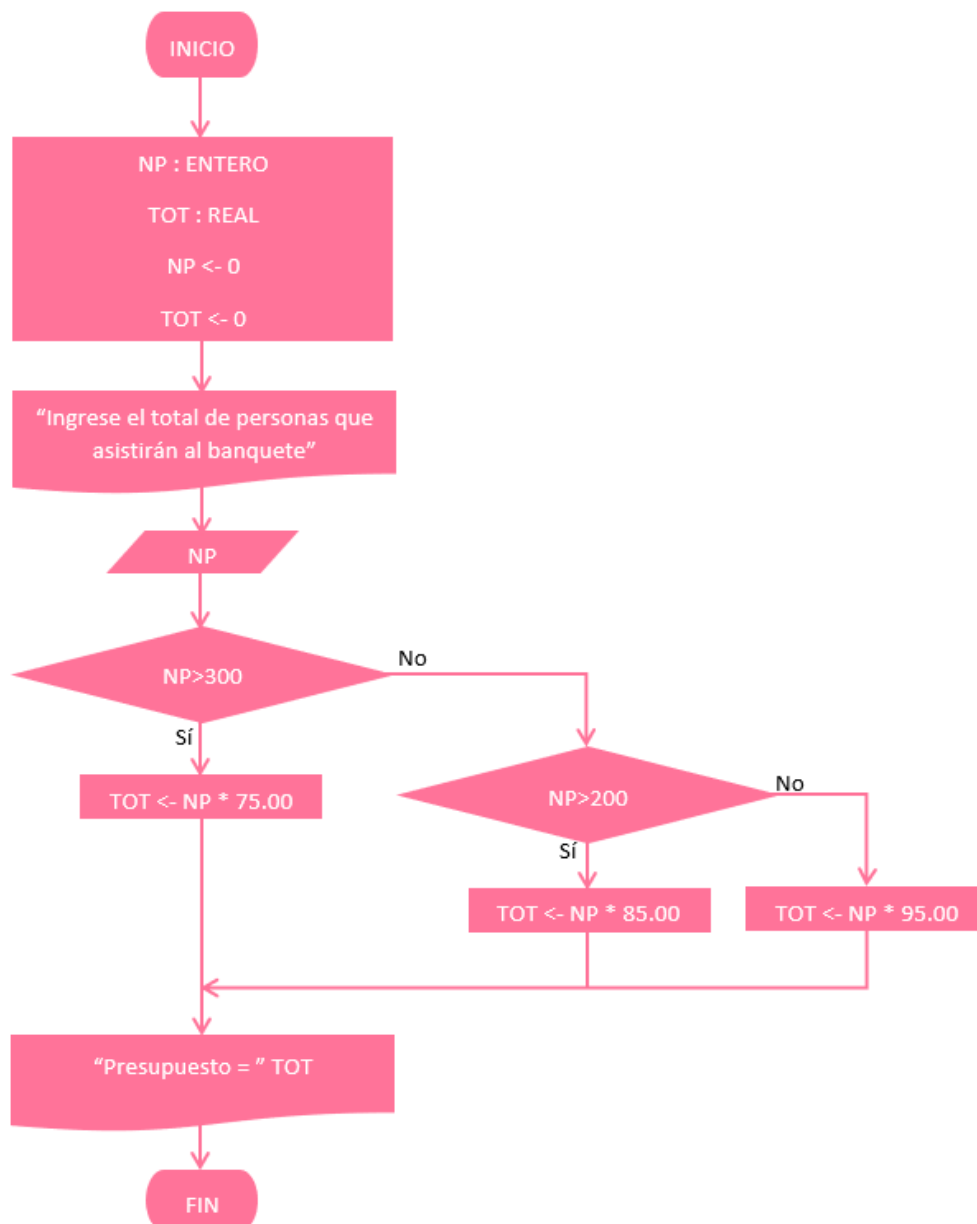 INICIO
NP : ENTERO
TOT : REAL
NP <- 0
TOT <- 0
“Ingrese el total de personas que
asistirán al banquete”
NP
NP>300
No
Sí
TOT <- NP * 75.00
NP>200
No
Sí
TOT <- NP * 85.00
TOT <- NP * 95.00
“Presupuesto = ” TOT
FIN